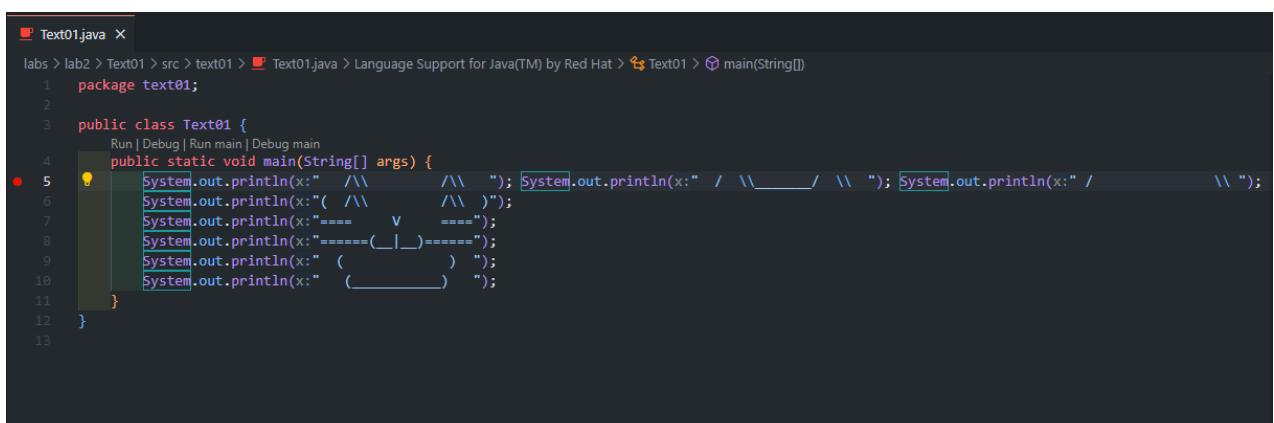 Text01.java ×
labs > lab2 > Text01 > src > text01 > Text01.java > Language Support for Java(TM) by Red Hat > Text01 > main(String[])
1 package text01;
2
3 public class Text01 {
Run | Debug | Run main | Debug main
4     public static void main(String[] args) {
5         System.out.println(x:"   /\\         /\\   "); System.out.println(x:"  /  \\_______/  \\  "); System.out.println(x:" /               \\ ");
6         System.out.println(x:"(  /\\         /\\  )");
7         System.out.println(x:"====     V     ====");
8         System.out.println(x:"======(__|__)======");
9         System.out.println(x:"  (             )  ");
10         System.out.println(x:"   (___________)   ");
11     }
12 }
13